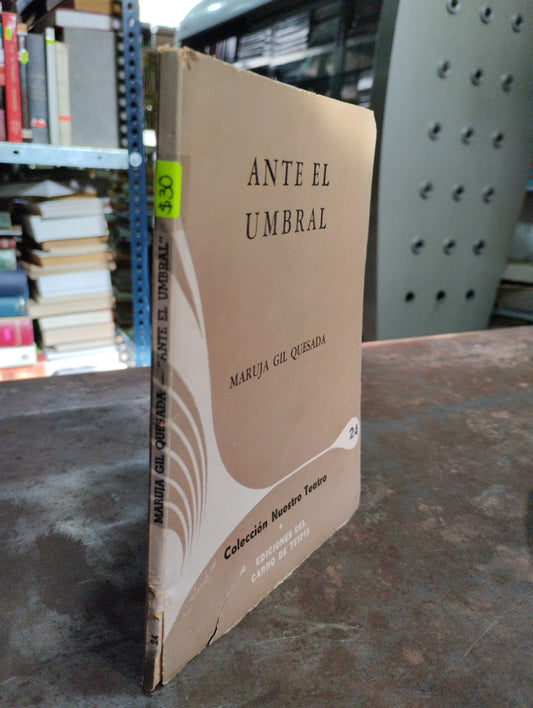 ANTE EL
UMBRAL
MARUJA GIL QUESADA
24
Colección Nuestro Teatro
EDICIONES DEL
CARRO DE TESPIS
$30
MARUJA GIL QUESADA — "ANTE EL UMBRAL"
24